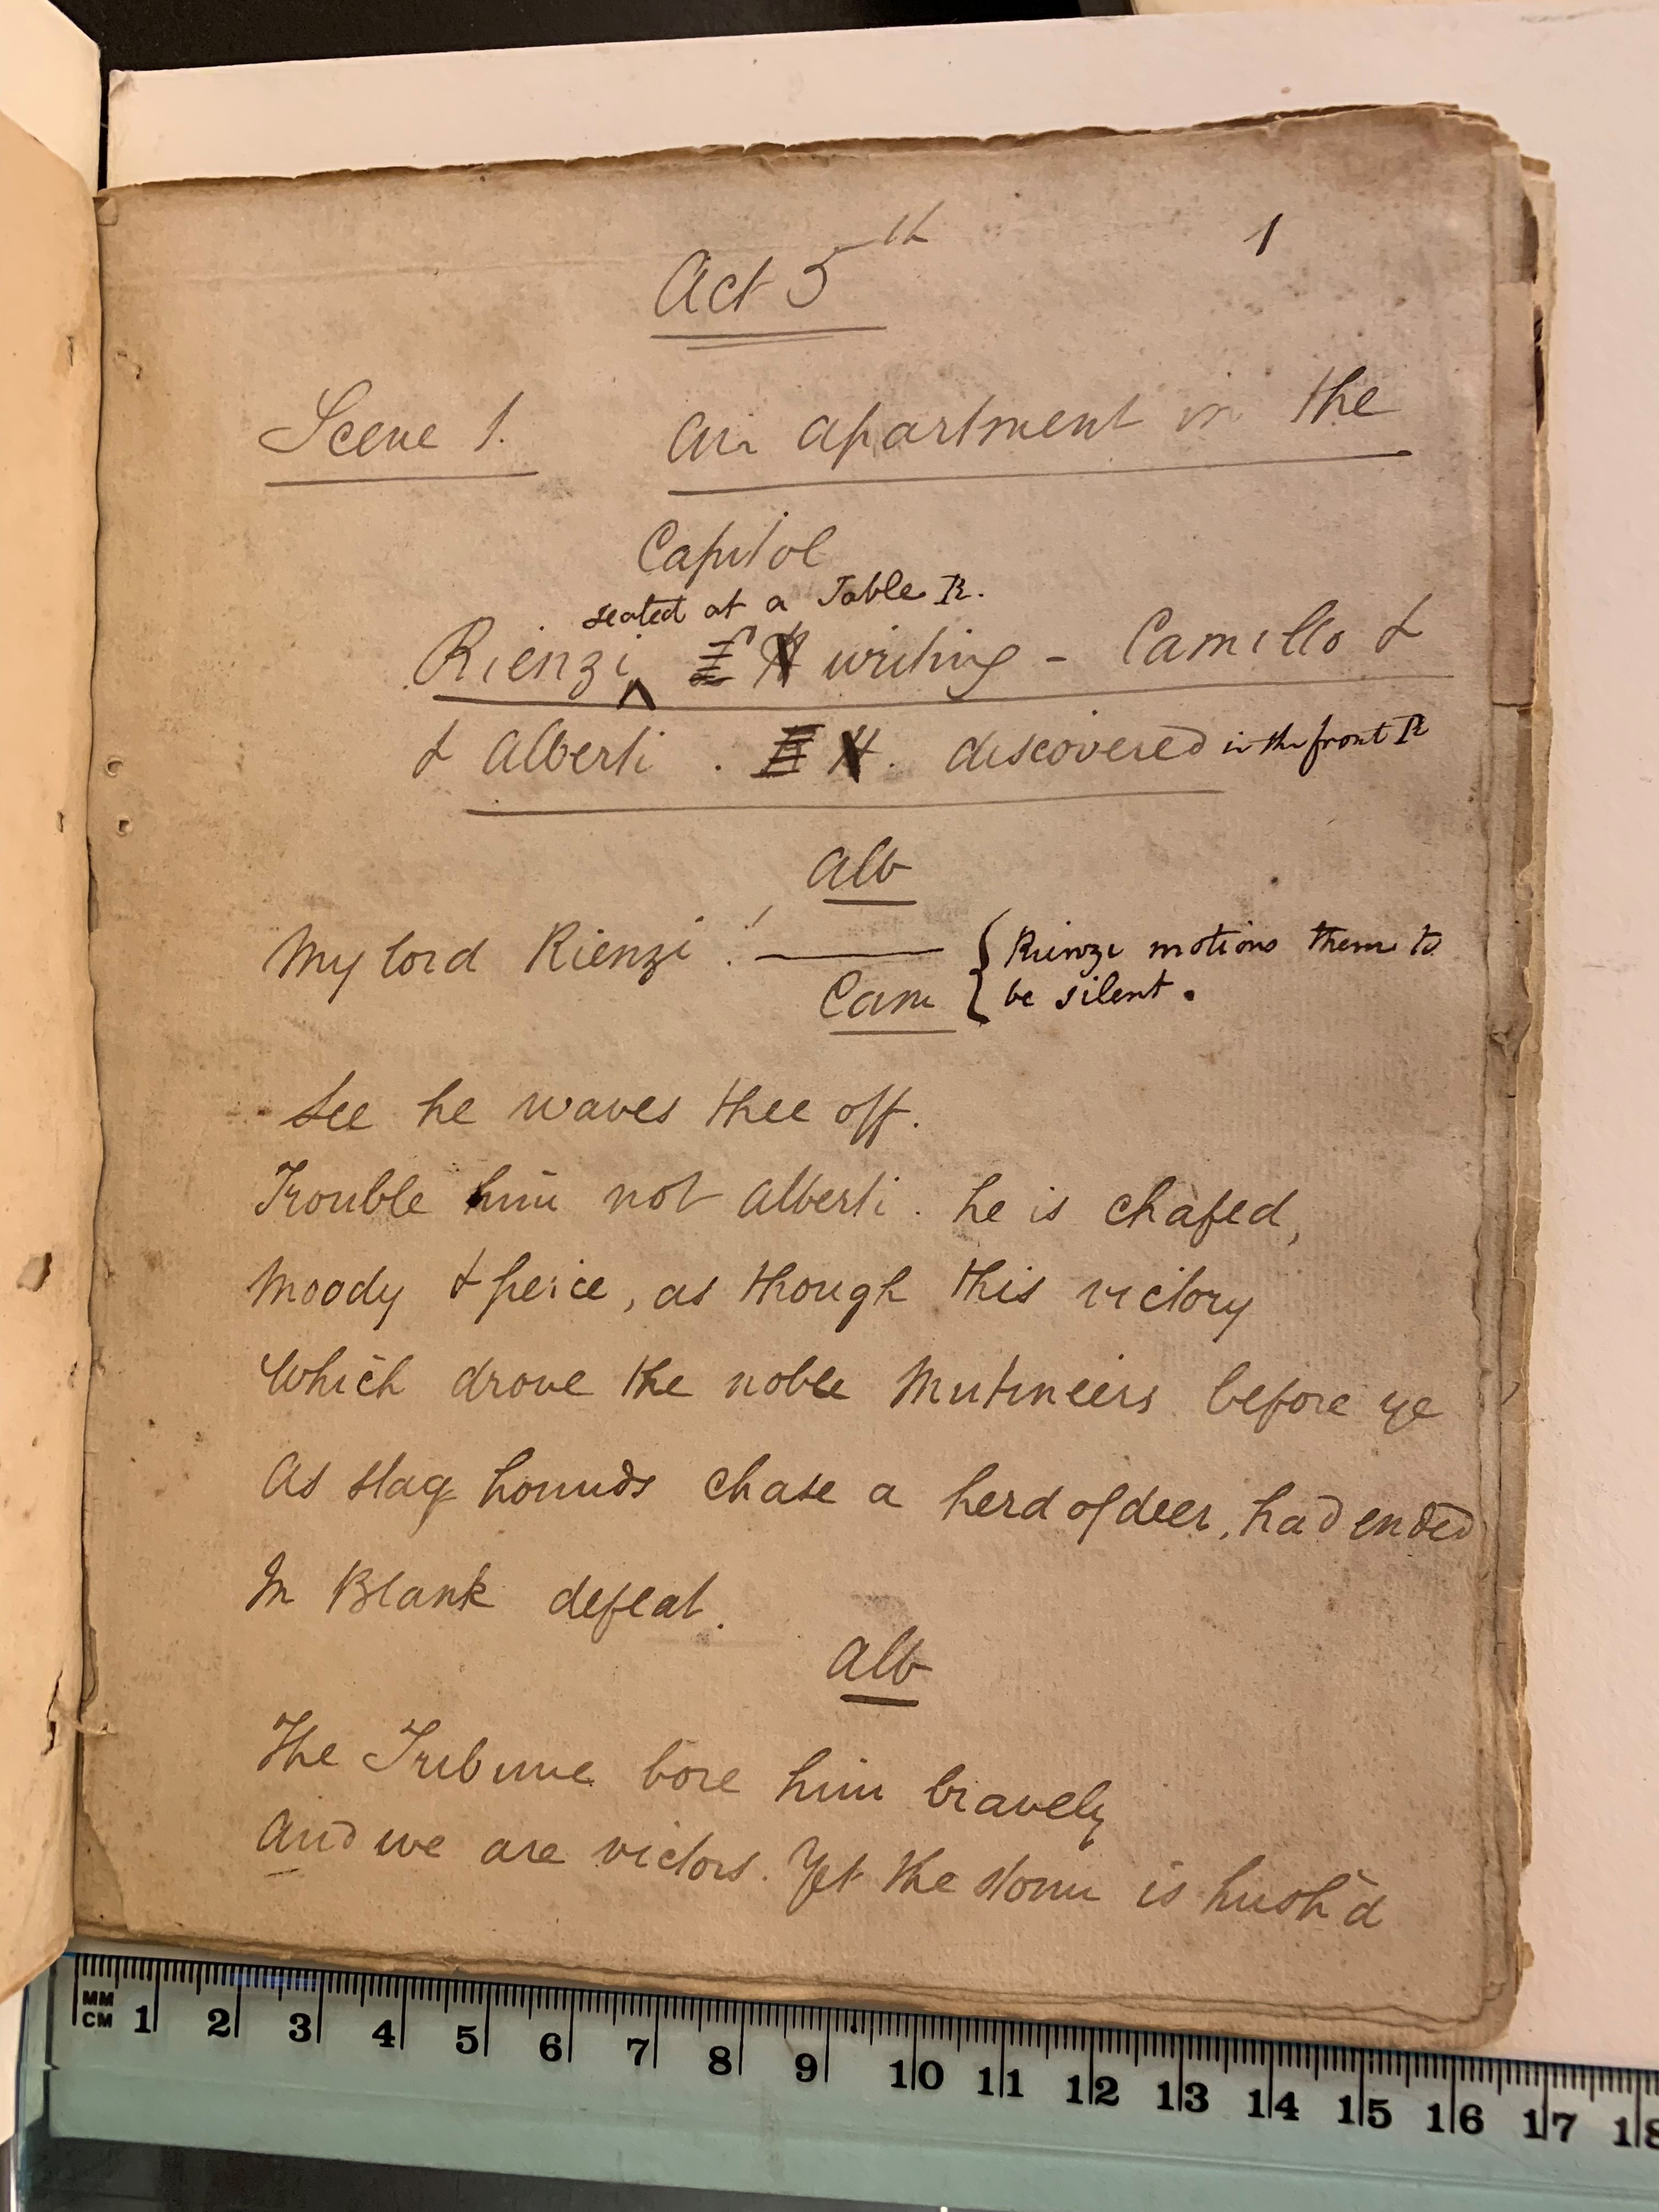 1
Act 5th
Scene 1. An apartment in the
Capitol
seated at a Table R.
Rienzi writing - Camillo &
& Alberti. discovered in the front R
Alb
My lord Rienzi! {Rienzi motions them to
be silent.
Cam
See he waves thee off.
Trouble him not Alberti. he is chafed,
Moody & feirce, as though this victory
Which drove the noble Mutineers before ye
As stag hounds chase a herd of deer, had ended
In Blank defeat.
Alb
The Tribune bore him bravely
And we are victors. Yet the storm is hush'd
MM
CM 1 2 3 4 5 6 7 8 9 10 11 12 13 14 15 16 17 18